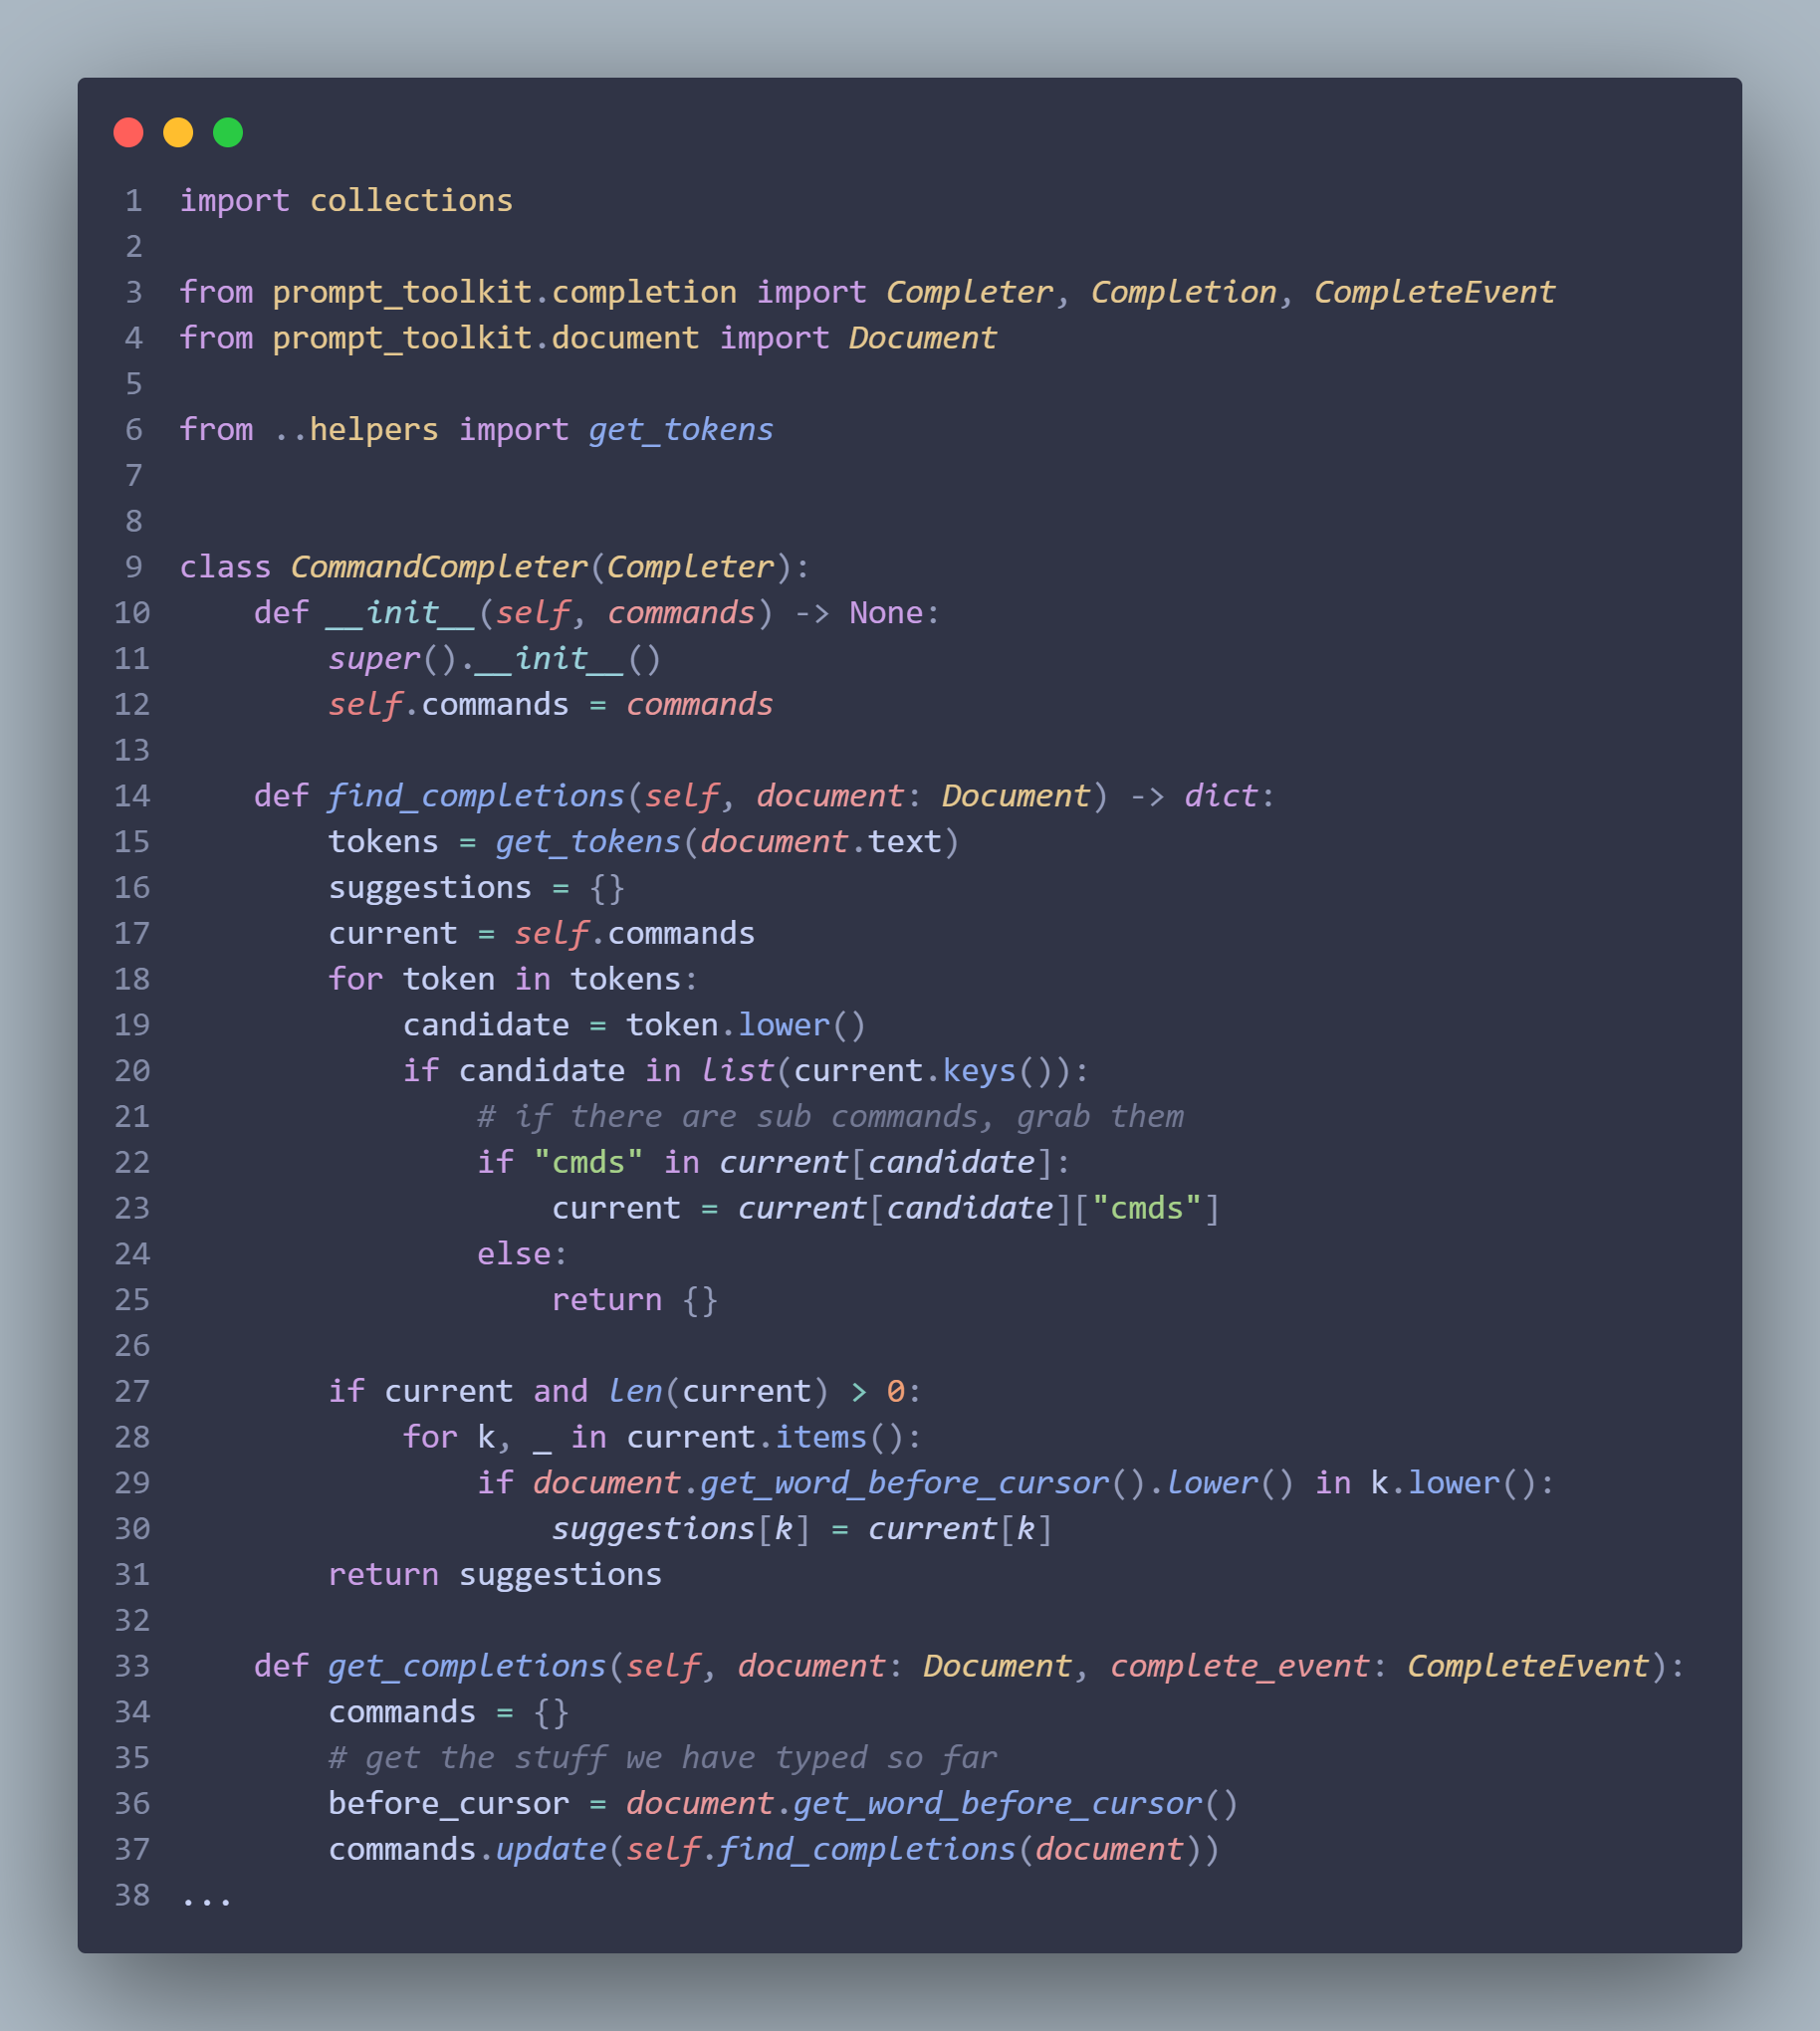 1 import collections
2
3 from prompt_toolkit.completion import Completer, Completion, CompleteEvent
4 from prompt_toolkit.document import Document
5
6 from ..helpers import get_tokens
7
8
9 class CommandCompleter(Completer):
10     def __init__(self, commands) -> None:
11         super().__init__()
12         self.commands = commands
13
14     def find_completions(self, document: Document) -> dict:
15         tokens = get_tokens(document.text)
16         suggestions = {}
17         current = self.commands
18         for token in tokens:
19             candidate = token.lower()
20             if candidate in list(current.keys()):
21                 # if there are sub commands, grab them
22                 if "cmds" in current[candidate]:
23                     current = current[candidate]["cmds"]
24                 else:
25                     return {}
26
27         if current and len(current) > 0:
28             for k, _ in current.items():
29                 if document.get_word_before_cursor().lower() in k.lower():
30                     suggestions[k] = current[k]
31         return suggestions
32
33     def get_completions(self, document: Document, complete_event: CompleteEvent):
34         commands = {}
35         # get the stuff we have typed so far
36         before_cursor = document.get_word_before_cursor()
37         commands.update(self.find_completions(document))
38 ...